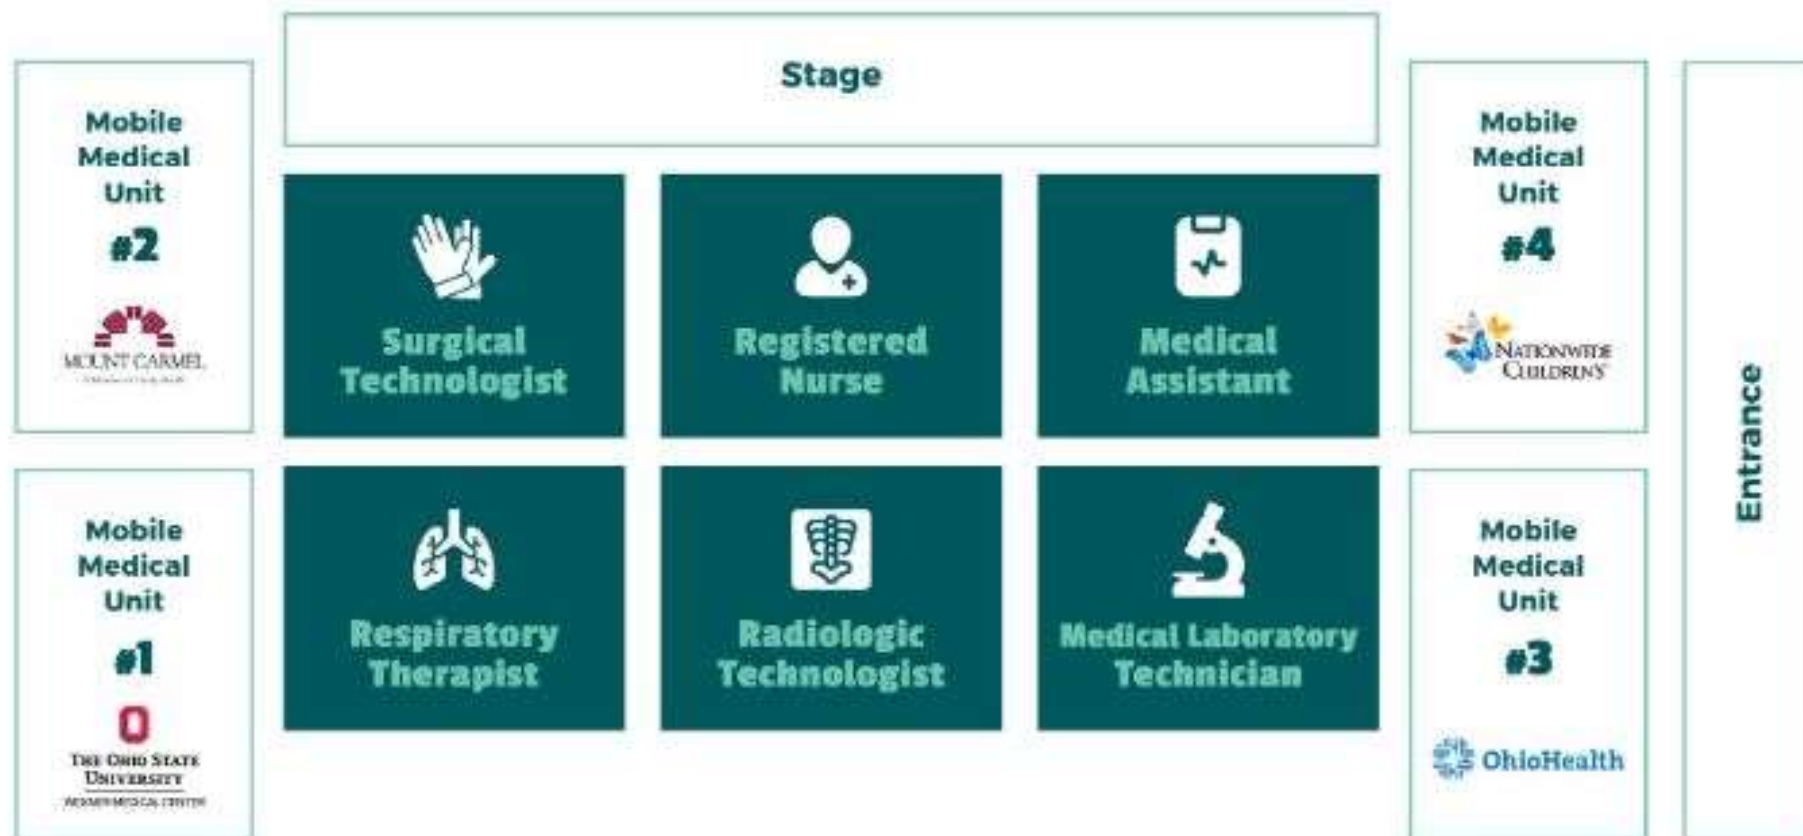 Stage
Mobile
Medical
Unit
#2
MOUNT CARMEL
Surgical
Technologist
Registered
Nurse
Medical
Assistant
Mobile
Medical
Unit
#4
NATIONWIDE
CHILDREN'S
Entrance
Mobile
Medical
Unit
#1
THE OHIO STATE
UNIVERSITY
WEXNER MEDICAL CENTER
Respiratory
Therapist
Radiologic
Technologist
Medical Laboratory
Technician
Mobile
Medical
Unit
#3
OhioHealth